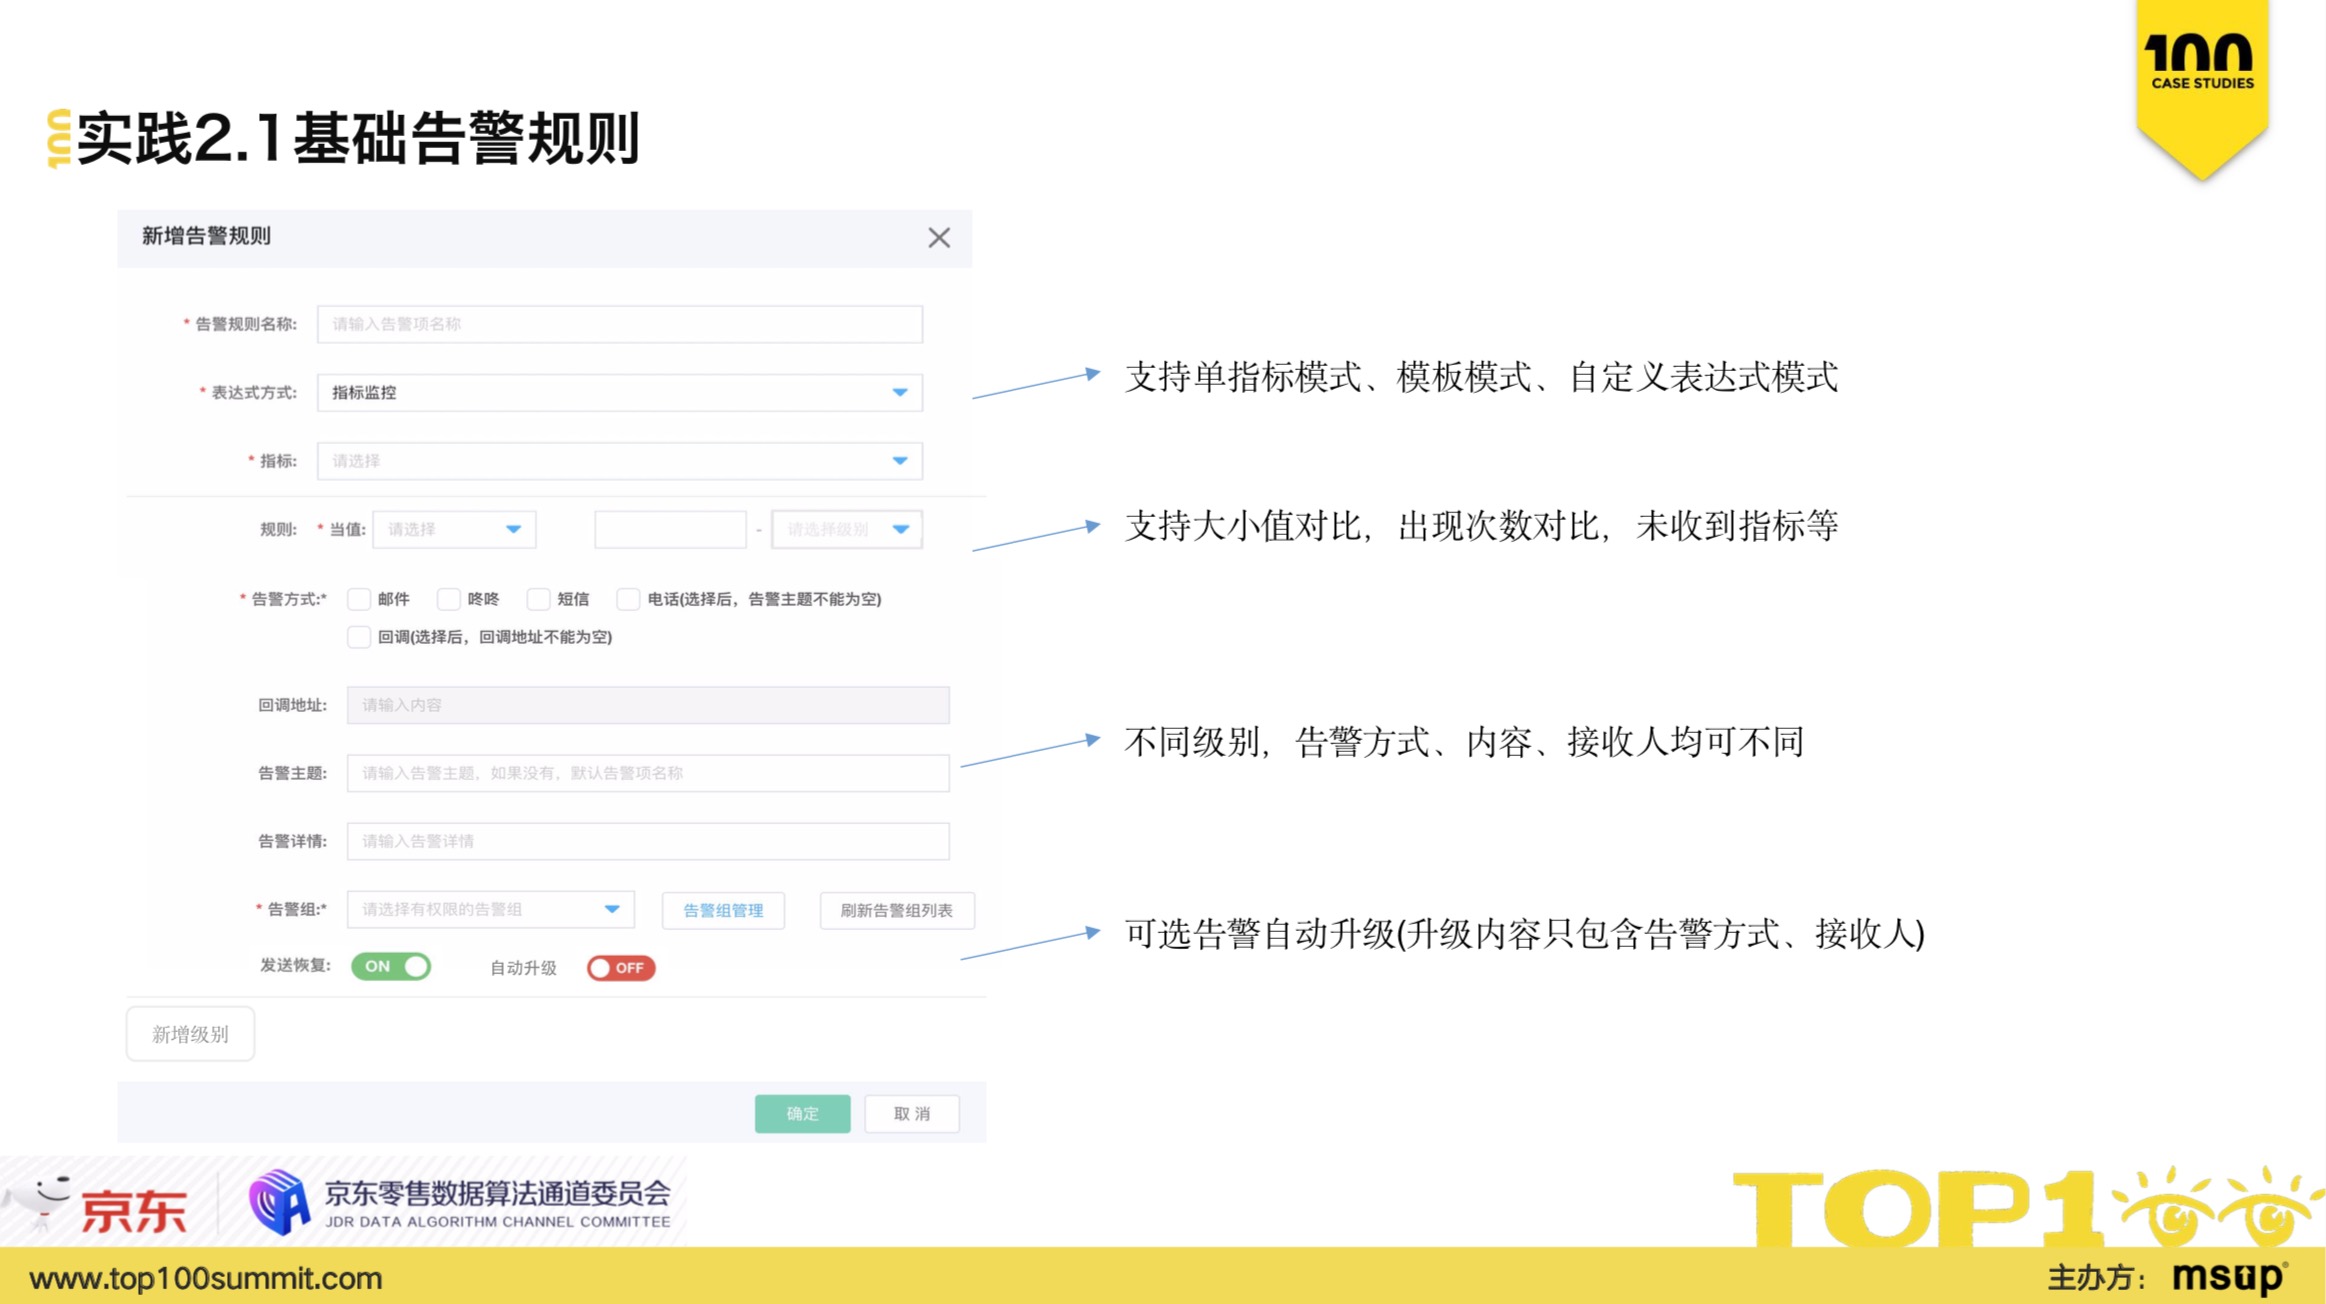 100
CASE STUDIES
100
实践2.1基础告警规则
新增告警规则
* 告警规则名称: 请输入告警项名称
* 表达式方式: 指标监控
支持单指标模式、模板模式、自定义表达式模式
* 指标: 请选择
规则: * 当值: 请选择 - 请选择级别
支持大小值对比，出现次数对比，未收到指标等
* 告警方式:* 邮件 咚咚 短信 电话(选择后，告警主题不能为空)
回调(选择后，回调地址不能为空)
回调地址: 请输入内容
不同级别，告警方式、内容、接收人均可不同
告警主题: 请输入告警主题，如果没有，默认告警项名称
告警详情: 请输入告警详情
* 告警组:* 请选择有权限的告警组 告警组管理 刷新告警组列表
可选告警自动升级(升级内容只包含告警方式、接收人)
发送恢复: ON 自动升级 OFF
新增级别
确定 取消
京东
京东零售数据算法通道委员会
JDR DATA ALGORITHM CHANNEL COMMITTEE
TOP100
www.top100summit.com
主办方: msup®